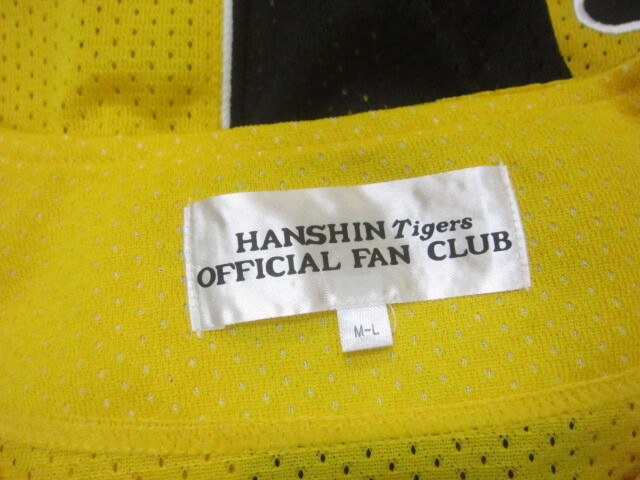 HANSHIN Tigers
OFFICIAL FAN CLUB
M-L